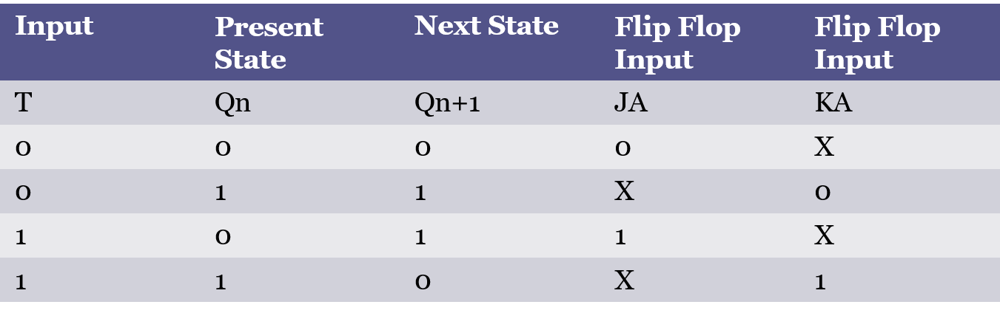 Input Present State Next State Flip Flop Input Flip Flop Input
T Qn Qn+1 JA KA
0 0 0 0 X
0 1 1 X 0
1 0 1 1 X
1 1 0 X 1